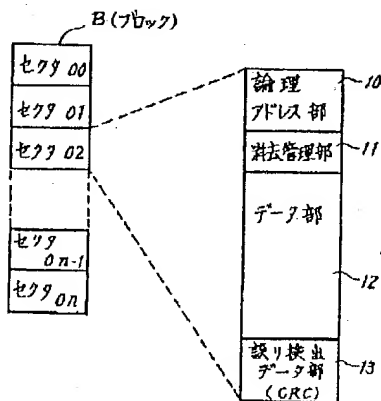 B(ブロック)
セクタ 00
セクタ 01
セクタ 02
セクタ 0n-1
セクタ 0n
論理
アドレス部
10
消去管理部
11
データ部
12
誤り検出
データ部
(CRC)
13